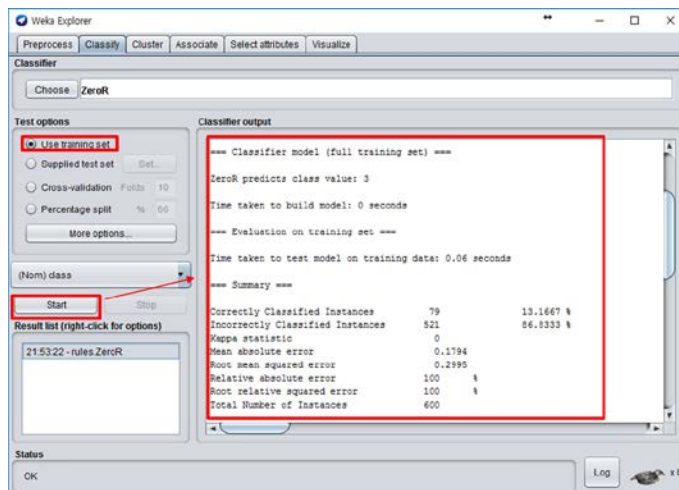 Weka Explorer
Preprocess Classify Cluster Associate Select attributes Visualize
Classifier
Choose ZeroR
Test options
Use training set
Supplied test set Set...
Cross-validation Folds 10
Percentage split % 66
More options...
(Nom) class
Start Stop
Result list (right-click for options)
21:53:22 - rules.ZeroR
Classifier output
=== Classifier model (full training set) ===
ZeroR predicts class value: 3
Time taken to build model: 0 seconds
=== Evaluation on training set ===
Time taken to test model on training data: 0.06 seconds
=== Summary ===
Correctly Classified Instances 79 13.1667 %
Incorrectly Classified Instances 521 86.8333 %
Kappa statistic 0
Mean absolute error 0.1794
Root mean squared error 0.2995
Relative absolute error 100 %
Root relative squared error 100 %
Total Number of Instances 600
Status
OK
Log